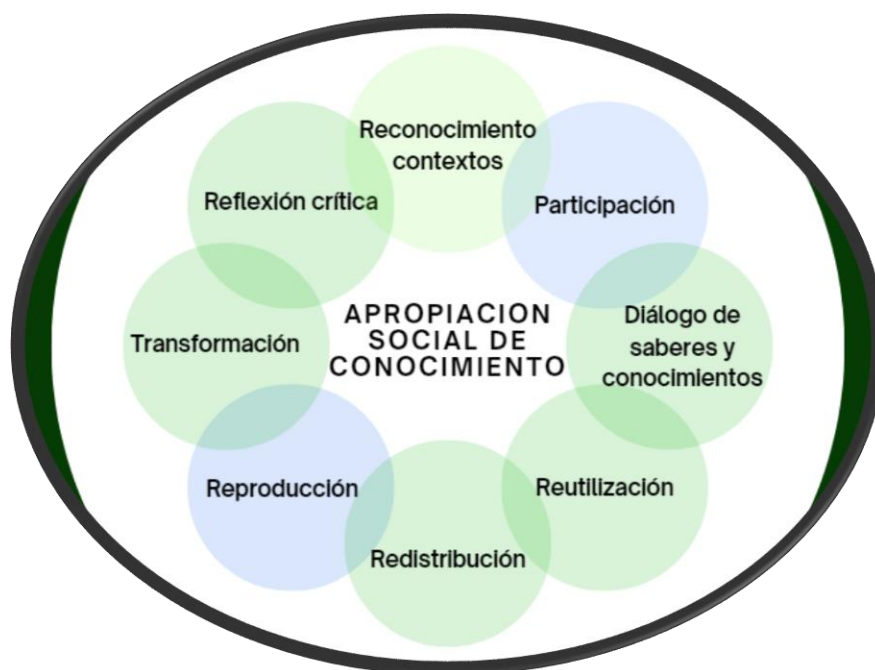 Reconocimiento
contextos
Participación
Diálogo de
saberes y
conocimientos
Reutilización
Redistribución
Reproducción
Transformación
Reflexión crítica
APROPIACION
SOCIAL DE
CONOCIMIENTO